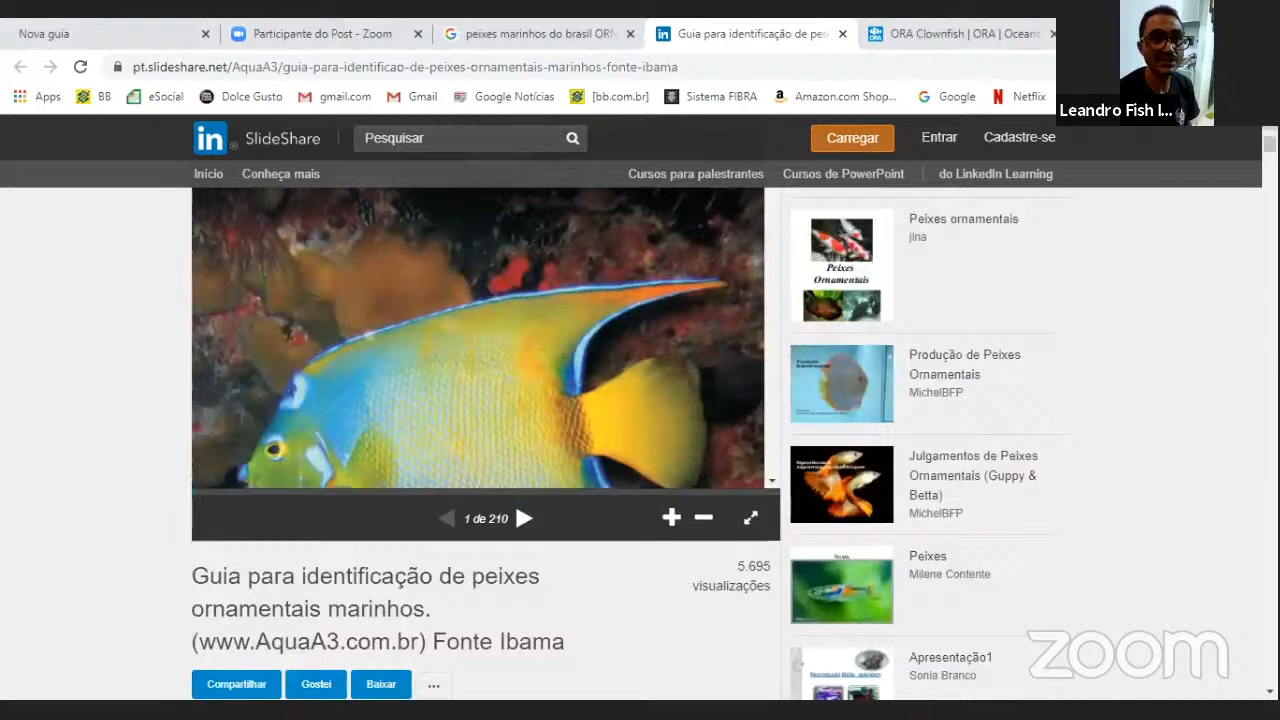 Nova guia
Participante do Post - Zoom
peixes marinhos do brasil ORN
Guia para identificação de pei
ORA Clownfish | ORA | Oceans
pt.slideshare.net/AquaA3/guia-para-identificao-de-peixes-ornamentais-marinhos-fonte-ibama
Apps
BB
eSocial
Dolce Gusto
gmail.com
Gmail
Google Notícias
[bb.com.br]
Sistema FIBRA
Amazon.com Shop...
Google
Netflix
Leandro Fish I...
in SlideShare
Pesquisar
Carregar
Entrar
Cadastre-se
Início
Conheça mais
Cursos para palestrantes
Cursos de PowerPoint
do LinkedIn Learning
1 de 210
Guia para identificação de peixes
ornamentais marinhos.
(www.AquaA3.com.br) Fonte Ibama
5.695
visualizações
Compartilhar
Gostei
Baixar
...
Peixes
Ornamentais
Peixes ornamentais
jlna
Produção de Peixes
Ornamentais
MichelBFP
Julgamentos de Peixes
Ornamentais (Guppy &
Betta)
MichelBFP
Peixes
Milene Contente
Apresentação1
Sonia Branco
zoom